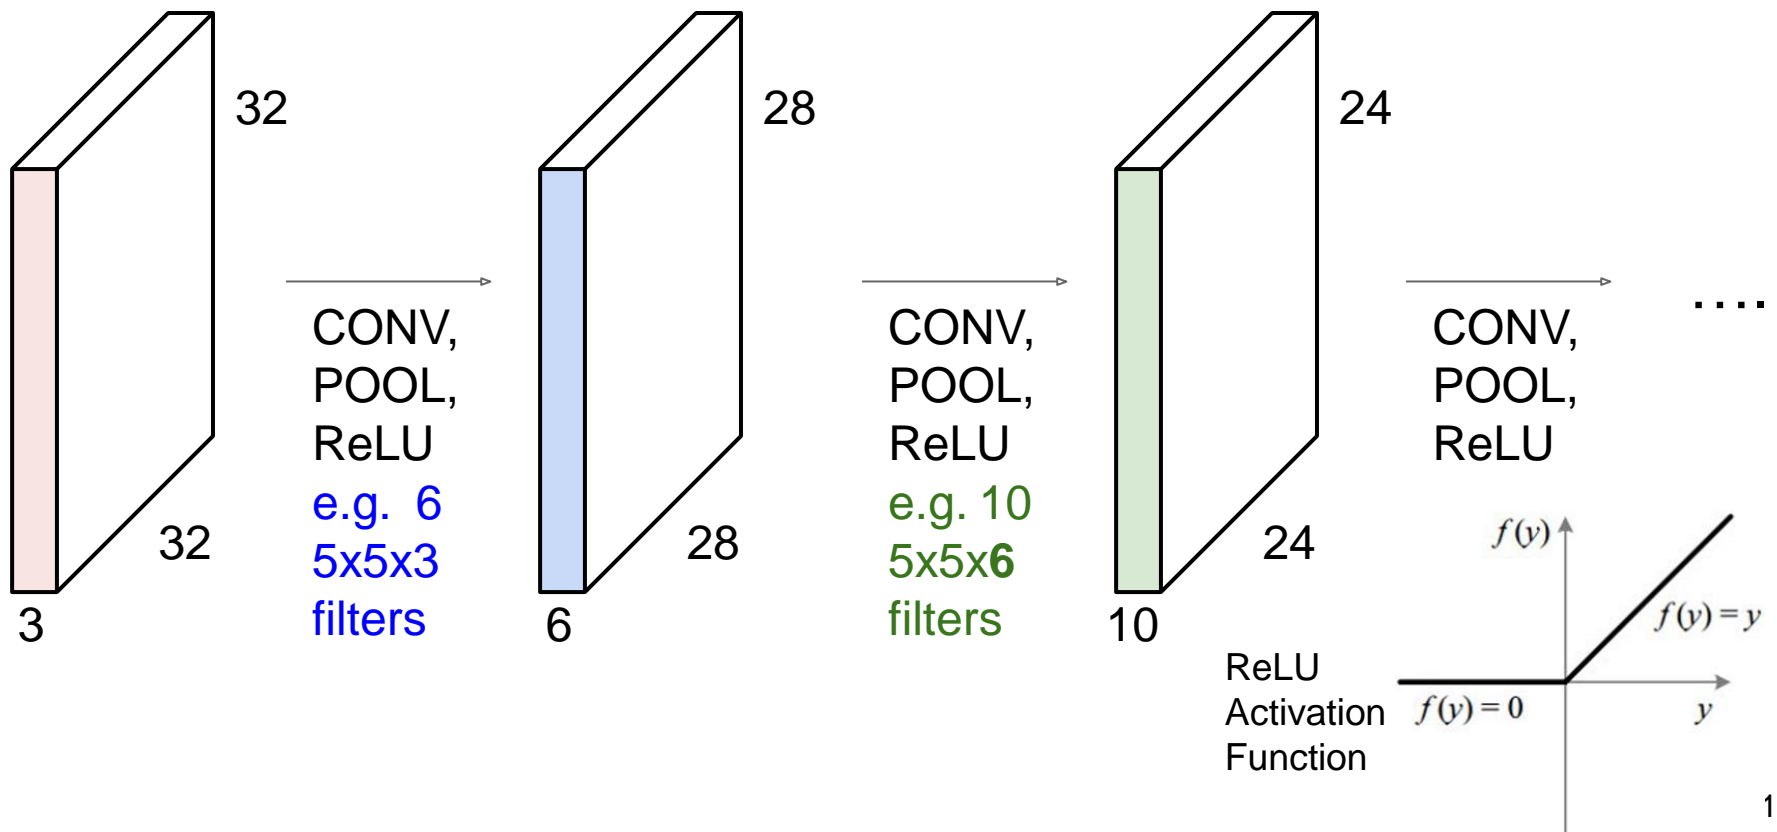 32
32
3
CONV,
POOL,
ReLU
e.g. 6
5x5x3
filters
28
28
6
CONV,
POOL,
ReLU
e.g. 10
5x5x6
filters
24
24
10
CONV,
POOL,
ReLU
....
ReLU
Activation
Function
f(y)
f(y) = y
f(y) = 0
y
1